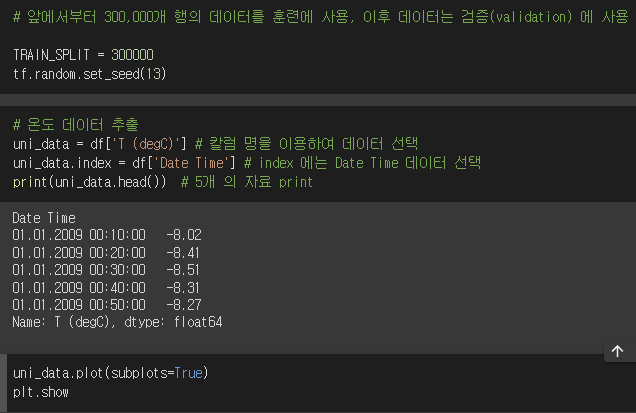 # 앞에서부터 300,000개 행의 데이터를 훈련에 사용, 이후 데이터는 검증(validation) 에 사용
TRAIN_SPLIT = 300000
tf.random.set_seed(13)
# 온도 데이터 추출
uni_data = df['T (degC)'] # 칼럼 명을 이용하여 데이터 선택
uni_data.index = df['Date Time'] # index 에는 Date Time 데이터 선택
print(uni_data.head())  # 5개 의 자료 print
Date Time
01.01.2009 00:10:00   -8.02
01.01.2009 00:20:00   -8.41
01.01.2009 00:30:00   -8.51
01.01.2009 00:40:00   -8.31
01.01.2009 00:50:00   -8.27
Name: T (degC), dtype: float64
uni_data.plot(subplots=True)
plt.show